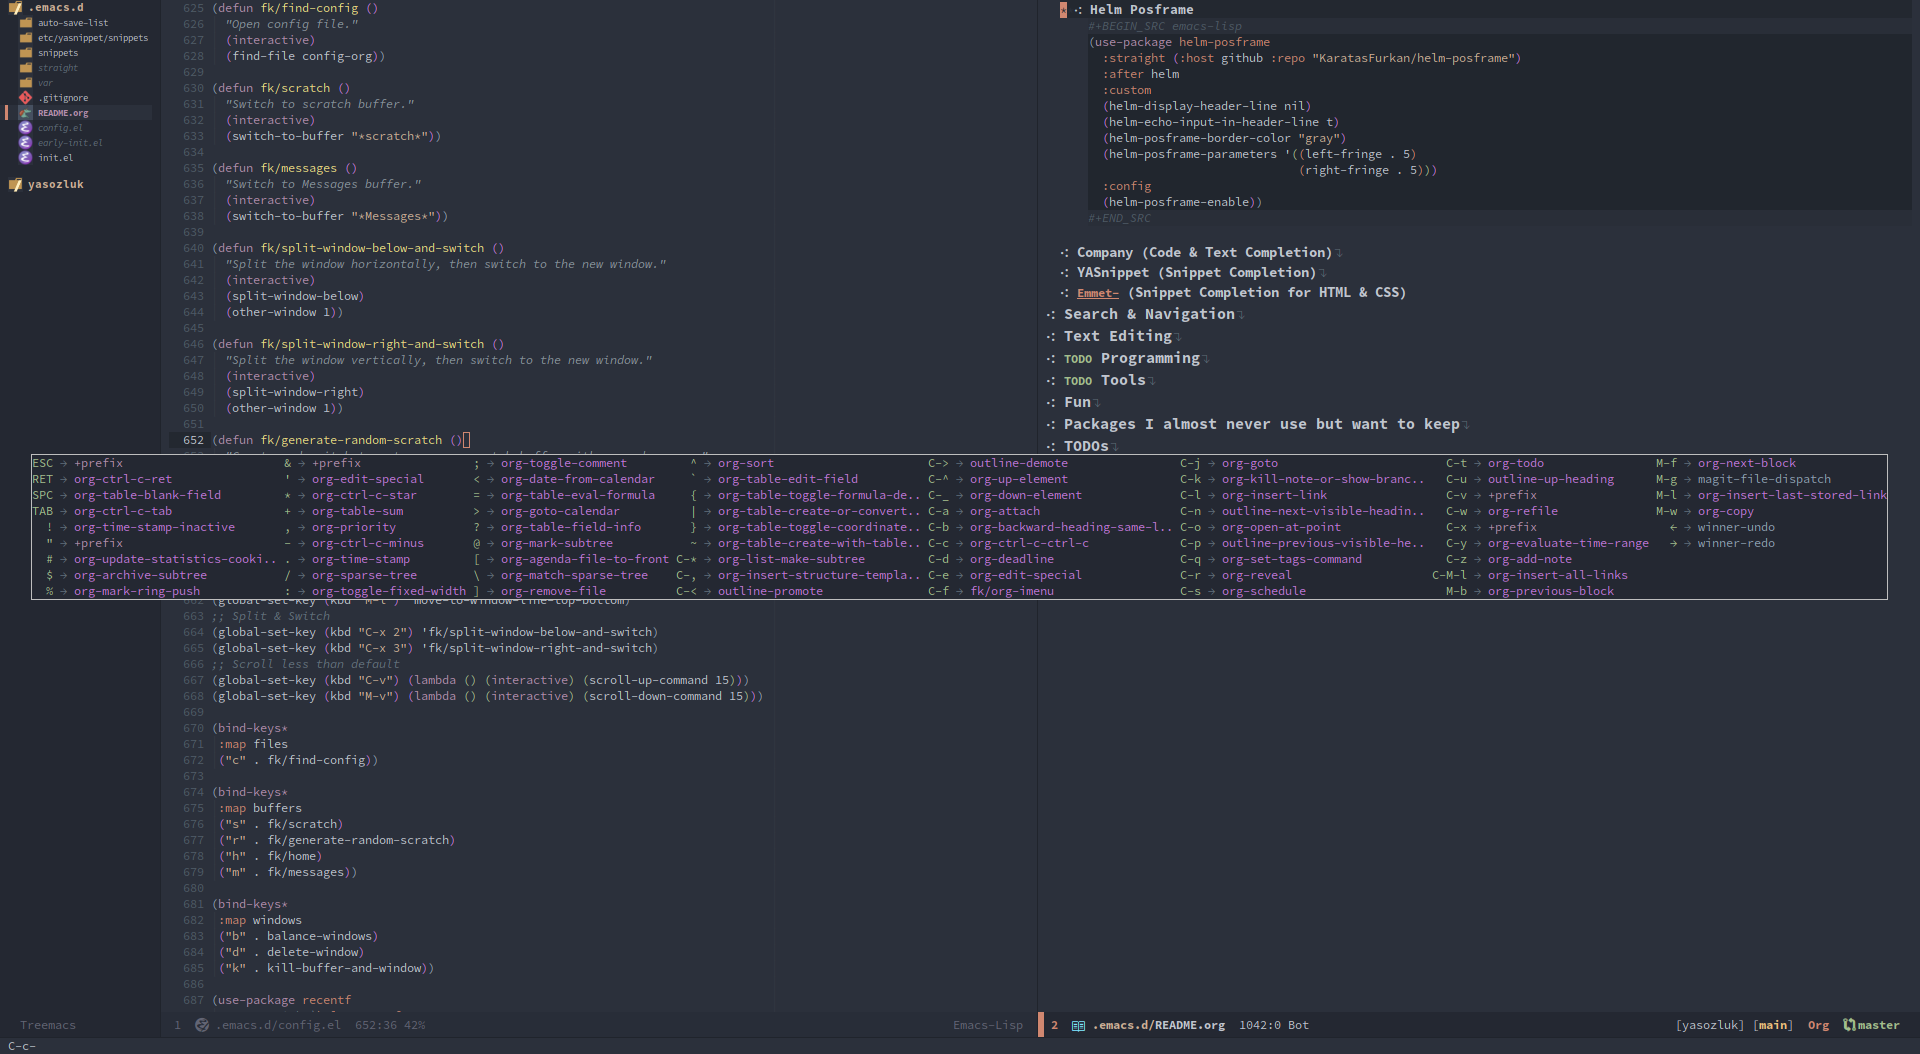 .emacs.d
auto-save-list
etc/yasnippet/snippets
snippets
straight
var
.gitignore
README.org
config.el
early-init.el
init.el
yasozluk
625 (defun fk/find-config ()
626 "Open config file."
627 (interactive)
628 (find-file config-org))
629
630 (defun fk/scratch ()
631 "Switch to scratch buffer."
632 (interactive)
633 (switch-to-buffer "*scratch*"))
634
635 (defun fk/messages ()
636 "Switch to Messages buffer."
637 (interactive)
638 (switch-to-buffer "*Messages*"))
639
640 (defun fk/split-window-below-and-switch ()
641 "Split the window horizontally, then switch to the new window."
642 (interactive)
643 (split-window-below)
644 (other-window 1))
645
646 (defun fk/split-window-right-and-switch ()
647 "Split the window vertically, then switch to the new window."
648 (interactive)
649 (split-window-right)
650 (other-window 1))
651
652 (defun fk/generate-random-scratch ()
Helm Posframe
#+BEGIN_SRC emacs-lisp
(use-package helm-posframe
:straight (:host github :repo "KaratasFurkan/helm-posframe")
:after helm
:custom
(helm-display-header-line nil)
(helm-echo-input-in-header-line t)
(helm-posframe-border-color "gray")
(helm-posframe-parameters '((left-fringe . 5)
(right-fringe . 5)))
:config
(helm-posframe-enable))
#+END_SRC
Company (Code & Text Completion)
YASnippet (Snippet Completion)
Emmet- (Snippet Completion for HTML & CSS)
Search & Navigation
Text Editing
TODO Programming
TODO Tools
Fun
Packages I almost never use but want to keep
TODOs
ESC → +prefix & → +prefix ; → org-toggle-comment ^ → org-sort C-> → outline-demote C-j → org-goto C-t → org-todo M-f → org-next-block
RET → org-ctrl-c-ret ' → org-edit-special < → org-date-from-calendar ` → org-table-edit-field C-^ → org-up-element C-k → org-kill-note-or-show-branc.. C-u → outline-up-heading M-g → magit-file-dispatch
SPC → org-table-blank-field * → org-ctrl-c-star = → org-table-eval-formula { → org-table-toggle-formula-de.. C-_ → org-down-element C-l → org-insert-link C-v → +prefix M-l → org-insert-last-stored-link
TAB → org-ctrl-c-tab + → org-table-sum > → org-goto-calendar | → org-table-create-or-convert.. C-a → org-attach C-n → outline-next-visible-headin.. C-w → org-refile M-w → org-copy
! → org-time-stamp-inactive , → org-priority ? → org-table-field-info } → org-table-toggle-coordinate.. C-b → org-backward-heading-same-l.. C-o → org-open-at-point C-x → +prefix ← → winner-undo
" → +prefix - → org-ctrl-c-minus @ → org-mark-subtree ~ → org-table-create-with-table.. C-c → org-ctrl-c-ctrl-c C-p → outline-previous-visible-he.. C-y → org-evaluate-time-range → → winner-redo
# → org-update-statistics-cooki.. . → org-time-stamp [ → org-agenda-file-to-front C-* → org-list-make-subtree C-d → org-deadline C-q → org-set-tags-command C-z → org-add-note
$ → org-archive-subtree / → org-sparse-tree \ → org-match-sparse-tree C-, → org-insert-structure-templa.. C-e → org-edit-special C-r → org-reveal C-M-l → org-insert-all-links
% → org-mark-ring-push : → org-toggle-fixed-width ] → org-remove-file C-< → outline-promote C-f → fk/org-imenu C-s → org-schedule M-b → org-previous-block
663 ;; Split & Switch
664 (global-set-key (kbd "C-x 2") 'fk/split-window-below-and-switch)
665 (global-set-key (kbd "C-x 3") 'fk/split-window-right-and-switch)
666 ;; Scroll less than default
667 (global-set-key (kbd "C-v") (lambda () (interactive) (scroll-up-command 15)))
668 (global-set-key (kbd "M-v") (lambda () (interactive) (scroll-down-command 15)))
669
670 (bind-keys*
671 :map files
672 ("c" . fk/find-config))
673
674 (bind-keys*
675 :map buffers
676 ("s" . fk/scratch)
677 ("r" . fk/generate-random-scratch)
678 ("h" . fk/home)
679 ("m" . fk/messages))
680
681 (bind-keys*
682 :map windows
683 ("b" . balance-windows)
684 ("d" . delete-window)
685 ("k" . kill-buffer-and-window))
686
687 (use-package recentf
Treemacs
1 .emacs.d/config.el 652:36 42% Emacs-Lisp
2 .emacs.d/README.org 1042:0 Bot [yasozluk] [main] Org master
C-c-